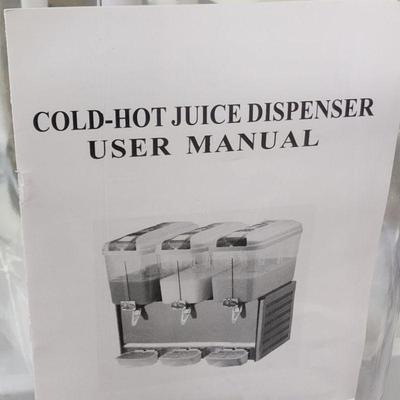 COLD-HOT JUICE DISPENSER
USER MANUAL